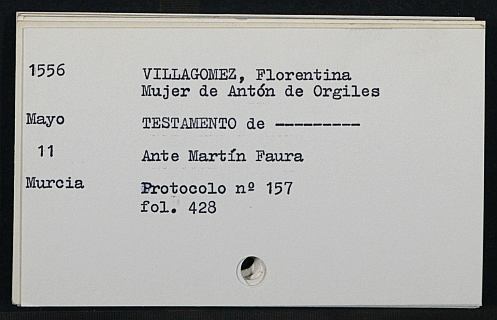 1556 VILLAGOMEZ, Florentina
Mujer de Antón de Orgiles
Mayo TESTAMENTO de ---------
11 Ante Martín Faura
Murcia Protocolo nº 157
fol. 428